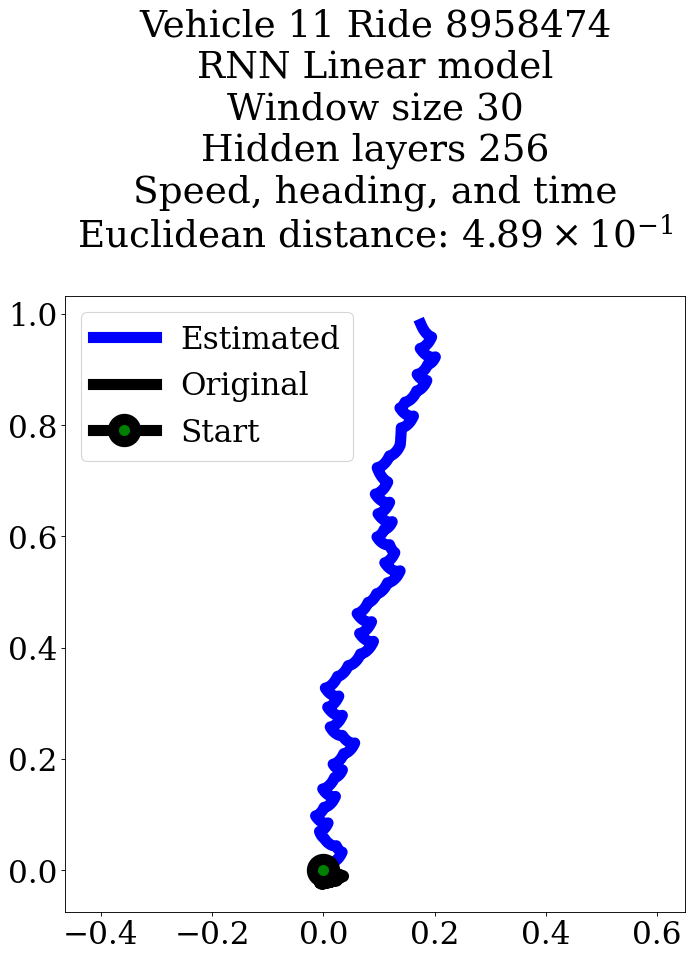 Vehicle 11 Ride 8958474
RNN Linear model
Window size 30
Hidden layers 256
Speed, heading, and time
Euclidean distance: 4.89 × 10⁻¹
Estimated
Original
Start
1.0
0.8
0.6
0.4
0.2
0.0
−0.4 −0.2 0.0 0.2 0.4 0.6